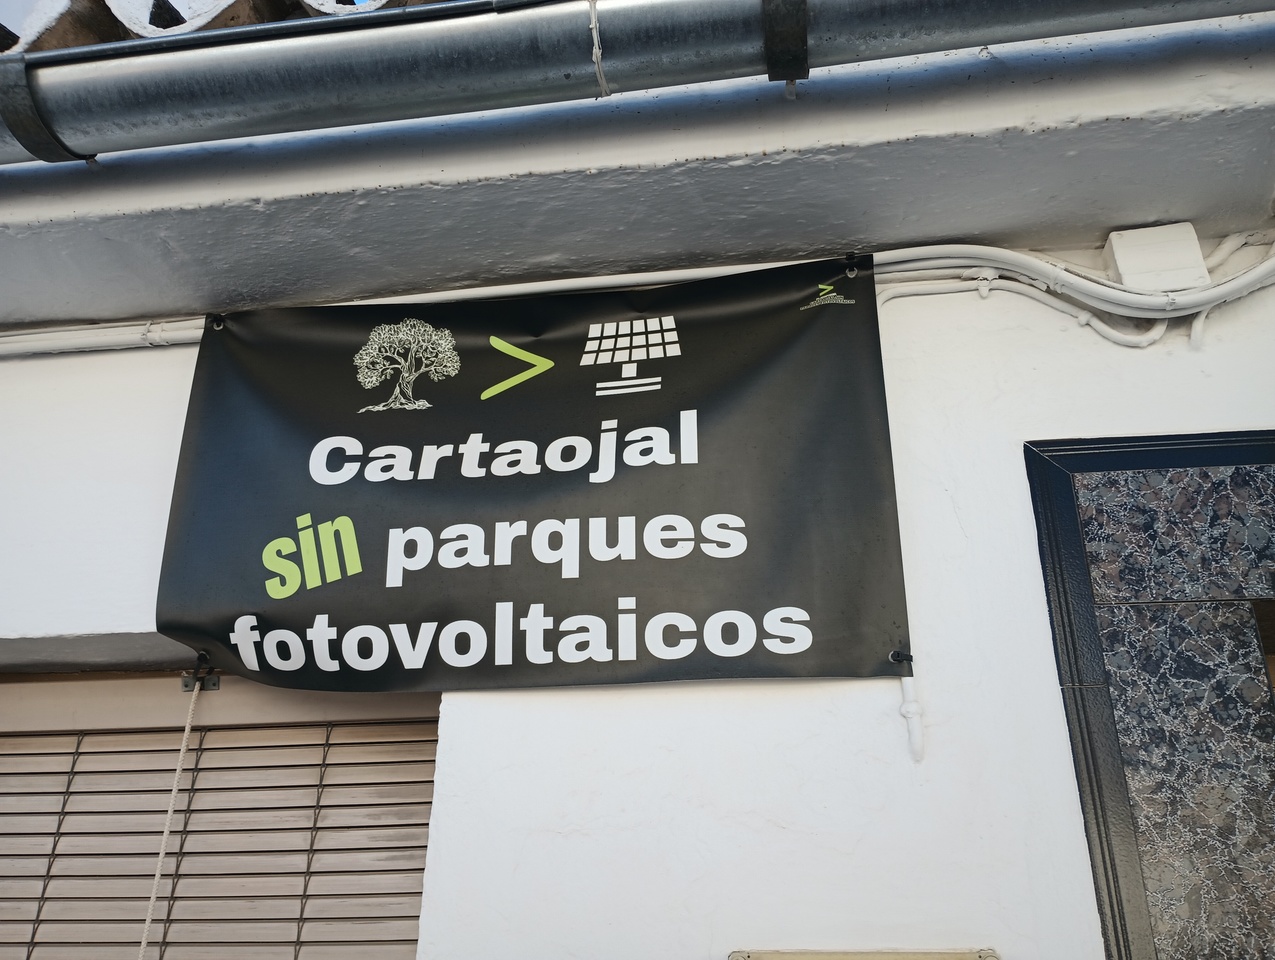 >
Cartaojal
sin parques
fotovoltaicos